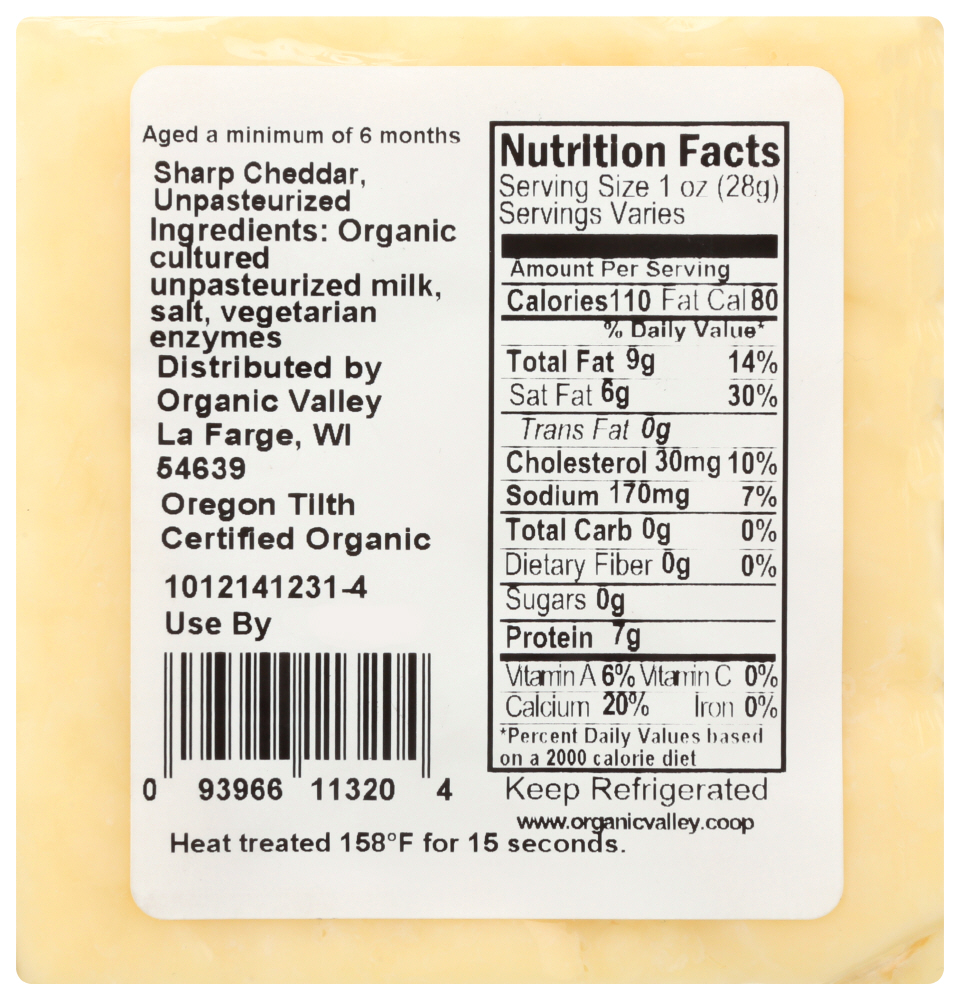 Aged a minimum of 6 months
Sharp Cheddar,
Unpasteurized
Ingredients: Organic
cultured
unpasteurized milk,
salt, vegetarian
enzymes
Distributed by
Organic Valley
La Farge, WI
54639
Oregon Tilth
Certified Organic
1012141231-4
Use By
0 93966 11320 4
Nutrition Facts
Serving Size 1 oz (28g)
Servings Varies
Amount Per Serving
Calories110 Fat Cal80
% Daily Value*
Total Fat 9g 14%
Sat Fat 6g 30%
Trans Fat 0g
Cholesterol 30mg 10%
Sodium 170mg 7%
Total Carb 0g 0%
Dietary Fiber 0g 0%
Sugars 0g
Protein 7g
Vitamin A 6% Vitamin C 0%
Calcium 20% Iron 0%
*Percent Daily Values based
on a 2000 calorie diet
Keep Refrigerated
www.organicvalley.coop
Heat treated 158°F for 15 seconds.